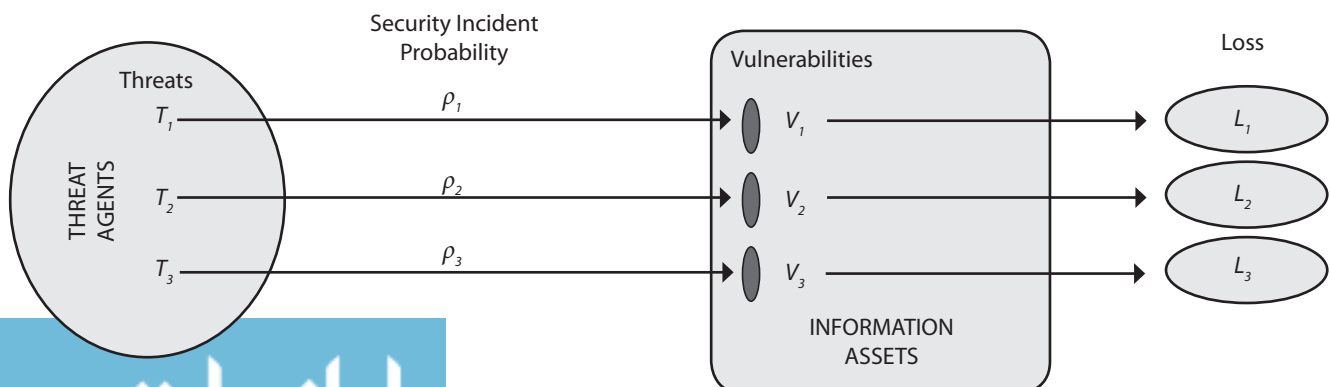 Security Incident
Probability
Loss
Threats
Vulnerabilities
T₁ ρ₁ V₁ L₁
THREAT
AGENTS
T₂ ρ₂ V₂ L₂
T₃ ρ₃ V₃ L₃
INFORMATION
ASSETS